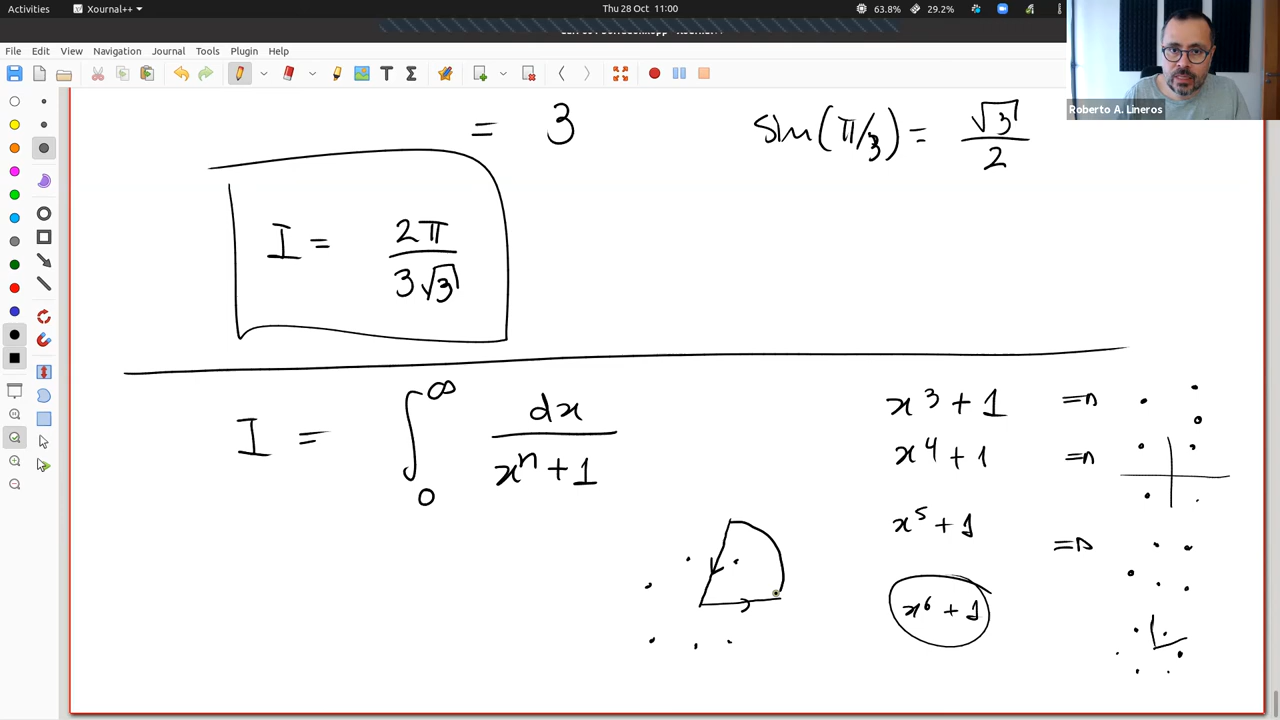 Activities Xournal++ Thu 28 Oct 11:00 63.8% 29.2%
File Edit View Navigation Journal Tools Plugin Help
Roberto A. Lineros
= 3
sin(π/3) = √3/2
I = 2π/3√3
I = ∫₀^∞ dx/(xⁿ + 1)
x³ + 1 ⇒
x⁴ + 1 ⇒
x⁵ + 1 ⇒
x⁶ + 1